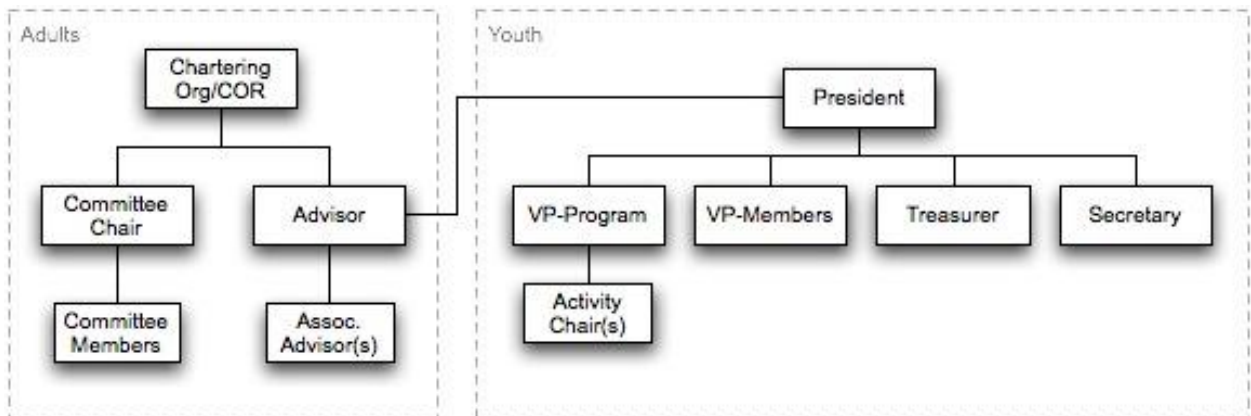 Adults
Chartering
Org/COR
Committee
Chair
Advisor
Committee
Members
Assoc.
Advisor(s)
Youth
President
VP-Program
VP-Members
Treasurer
Secretary
Activity
Chair(s)